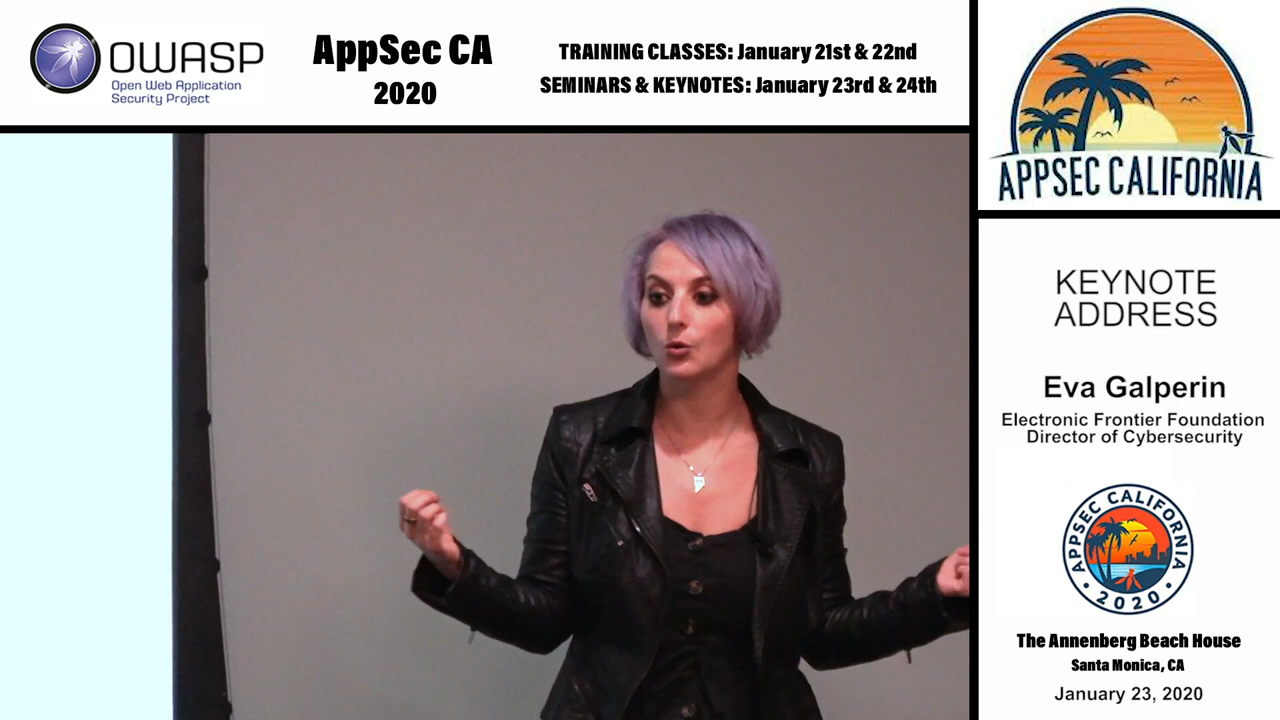 OWASP
Open Web Application
Security Project
AppSec CA
2020
TRAINING CLASSES: January 21st & 22nd
SEMINARS & KEYNOTES: January 23rd & 24th
APPSEC CALIFORNIA
KEYNOTE
ADDRESS
Eva Galperin
Electronic Frontier Foundation
Director of Cybersecurity
APPSEC CALIFORNIA
• 2020 •
The Annenberg Beach House
Santa Monica, CA
January 23, 2020